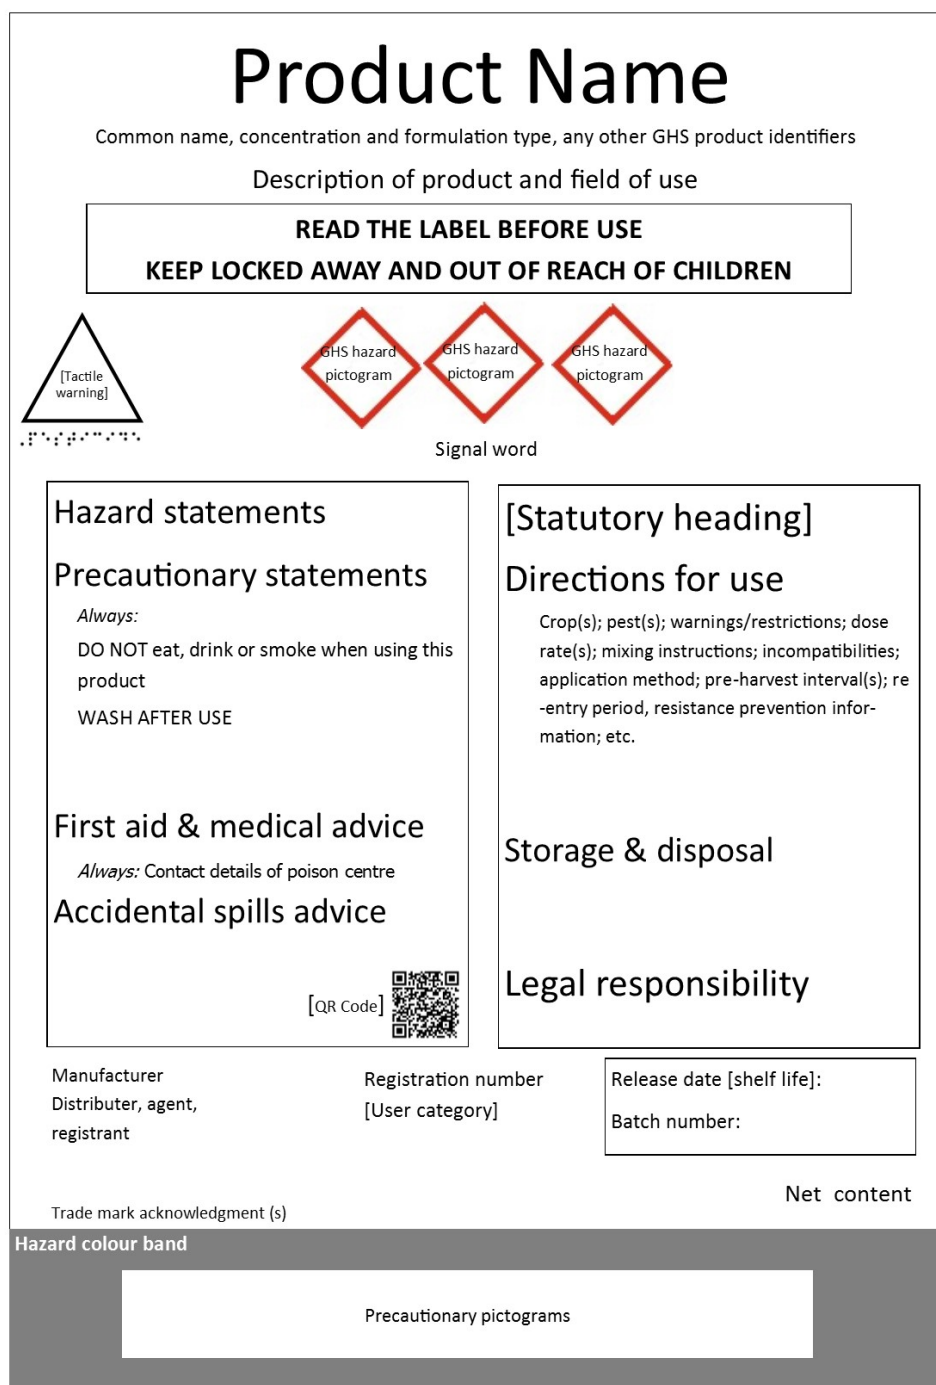 Product Name
Common name, concentration and formulation type, any other GHS product identifiers
Description of product and field of use
READ THE LABEL BEFORE USE
KEEP LOCKED AWAY AND OUT OF REACH OF CHILDREN
[Tactile
warning]
⠠⠏⠑⠎⠞⠊⠉⠊⠙⠑
GHS hazard
pictogram
GHS hazard
pictogram
GHS hazard
pictogram
Signal word
Hazard statements
Precautionary statements
Always:
DO NOT eat, drink or smoke when using this
product
WASH AFTER USE
First aid & medical advice
Always: Contact details of poison centre
Accidental spills advice
[QR Code]
[Statutory heading]
Directions for use
Crop(s); pest(s); warnings/restrictions; dose
rate(s); mixing instructions; incompatibilities;
application method; pre-harvest interval(s); re
-entry period, resistance prevention infor-
mation; etc.
Storage & disposal
Legal responsibility
Manufacturer
Distributer, agent,
registrant
Registration number
[User category]
Release date [shelf life]:
Batch number:
Net content
Trade mark acknowledgment (s)
Hazard colour band
Precautionary pictograms